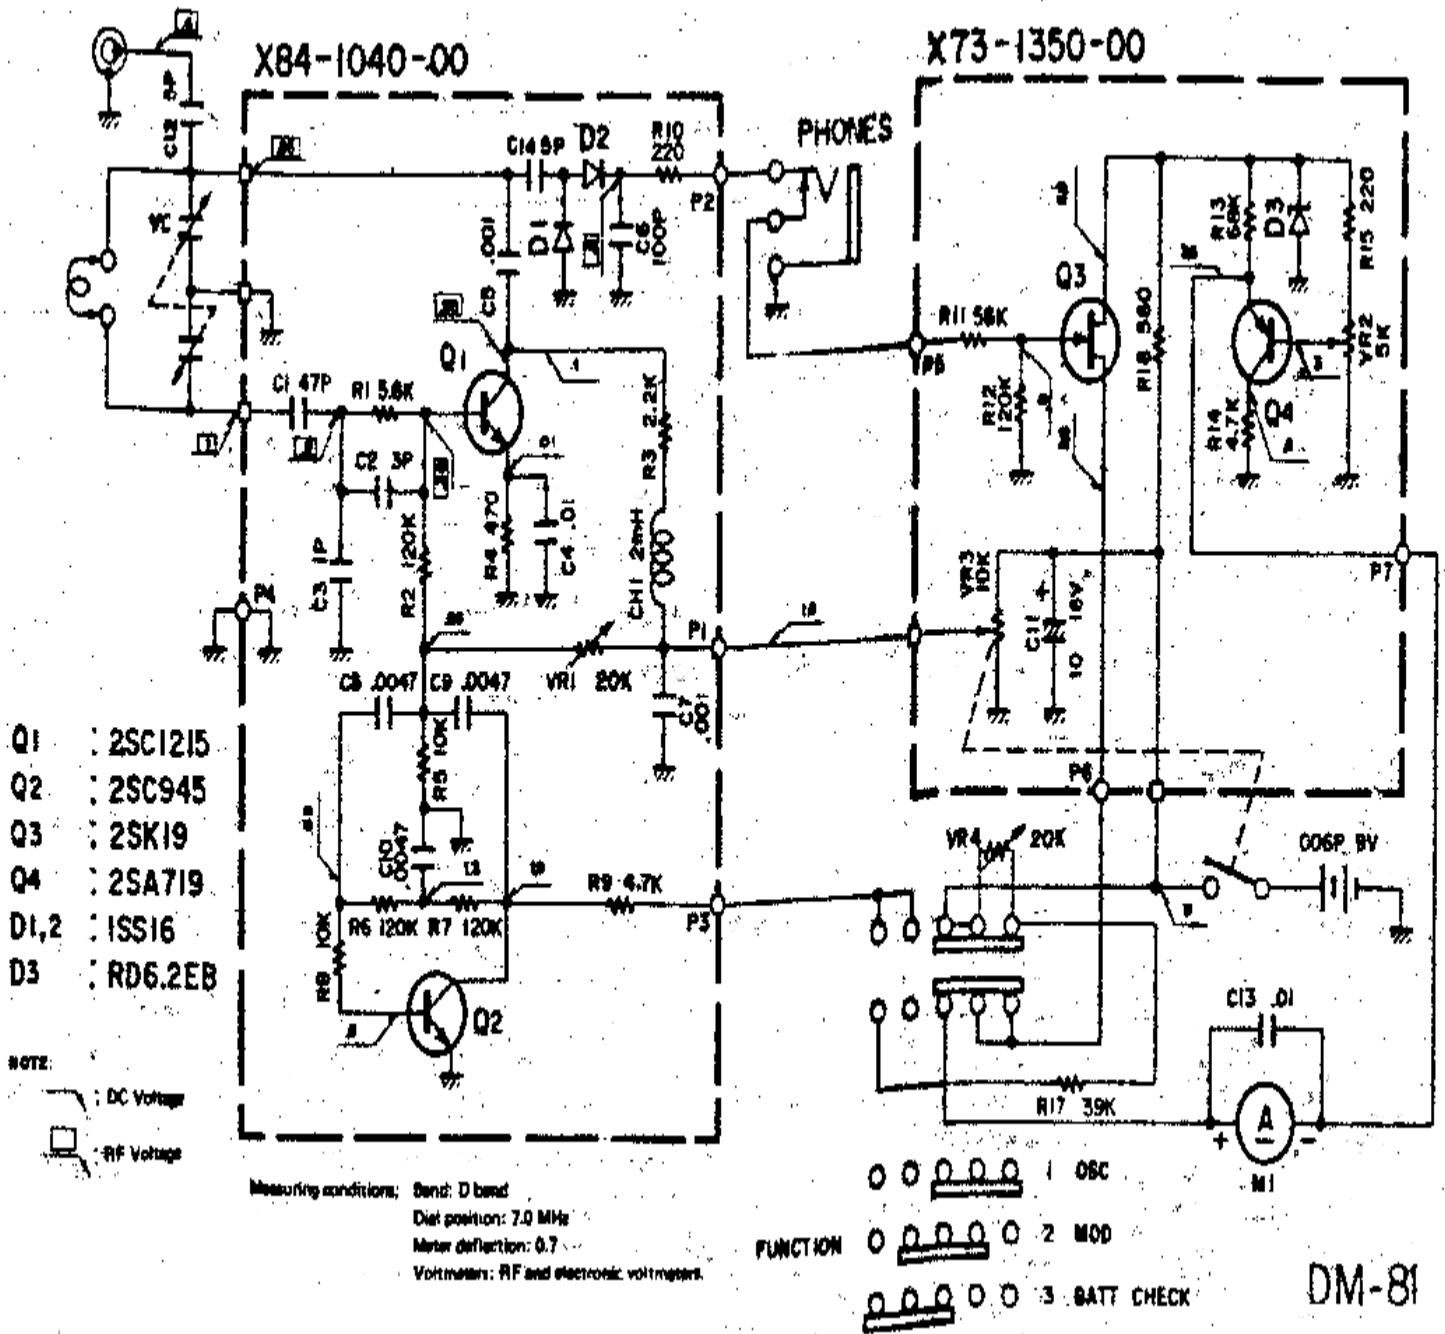 X84-1040-00
X73-1350-00
C12 5P
C14 5P
D2
R10
220
PHONES
P2
D1
C6
100P
.001
C5
VC
Q1
C1 47P
R1 5.6K
C2 3P
R3 2.2K
R4 470
C4 .01
CH1 2mH
C3 1P
R2 120K
P1
VR1 20K
C8 .0047
C9 .0047
C7
.001
R5 10K
C10
.0047
R6 120K
R7 120K
R8 10K
R9 4.7K
P3
Q2
Q3
R11 56K
R12
120K
R13
68K
D3
R15 220
VR2
5K
Q4
R14
4.7K
P7
VR3
10K
C11
10 16V
P6
VR4 20K
006P 9V
C13 .01
R17 39K
A
+
−
M1
Q1 : 2SC1215
Q2 : 2SC945
Q3 : 2SK19
Q4 : 2SA719
D1,2 : 1SS16
D3 : RD6.2EB
NOTE:
: DC Voltage
: RF Voltage
Measuring conditions; Band: D band
Dial position: 7.0 MHz
Meter deflection: 0.7
Voltmeters: RF and electronic voltmeters.
FUNCTION
1 OSC
2 MOD
3 BATT CHECK
DM-81